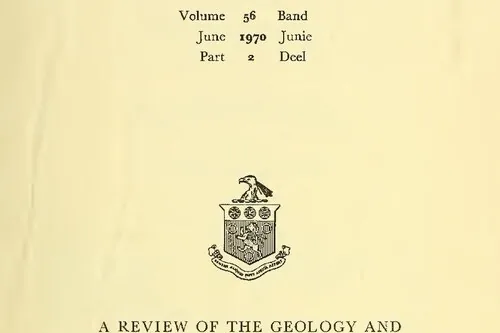 Volume 56 Band
June 1970 Junie
Part 2 Deel
A REVIEW OF THE GEOLOGY AND